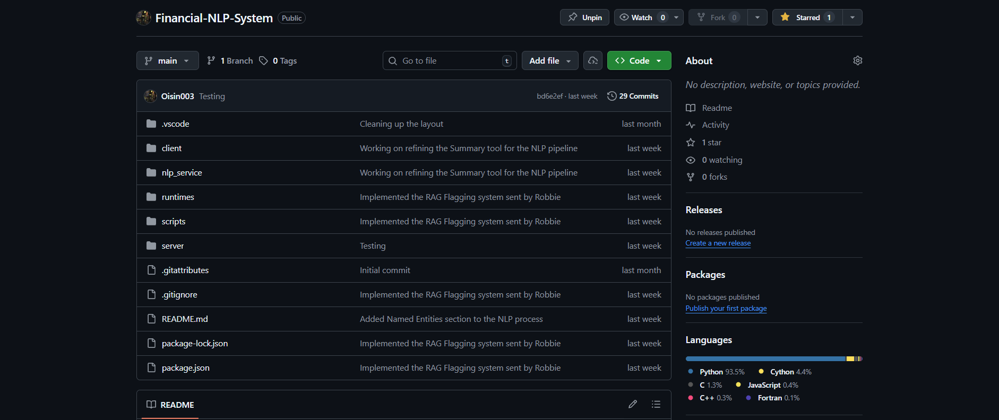 Financial-NLP-System Public
Unpin Watch 0 Fork 0 Starred 1
main 1 Branch 0 Tags Go to file t Add file Code
Oisin003 Testing bd6e2ef · last week 29 Commits
.vscode Cleaning up the layout last month
client Working on refining the Summary tool for the NLP pipeline last week
nlp_service Working on refining the Summary tool for the NLP pipeline last week
runtimes Implemented the RAG Flagging system sent by Robbie last week
scripts Implemented the RAG Flagging system sent by Robbie last week
server Testing last week
.gitattributes Initial commit last month
.gitignore Implemented the RAG Flagging system sent by Robbie last week
README.md Added Named Entities section to the NLP process last week
package-lock.json Implemented the RAG Flagging system sent by Robbie last week
package.json Implemented the RAG Flagging system sent by Robbie last week
README
About
No description, website, or topics provided.
Readme
Activity
1 star
0 watching
0 forks
Releases
No releases published
Create a new release
Packages
No packages published
Publish your first package
Languages
Python 93.5% Cython 4.4%
C 1.3% JavaScript 0.4%
C++ 0.3% Fortran 0.1%